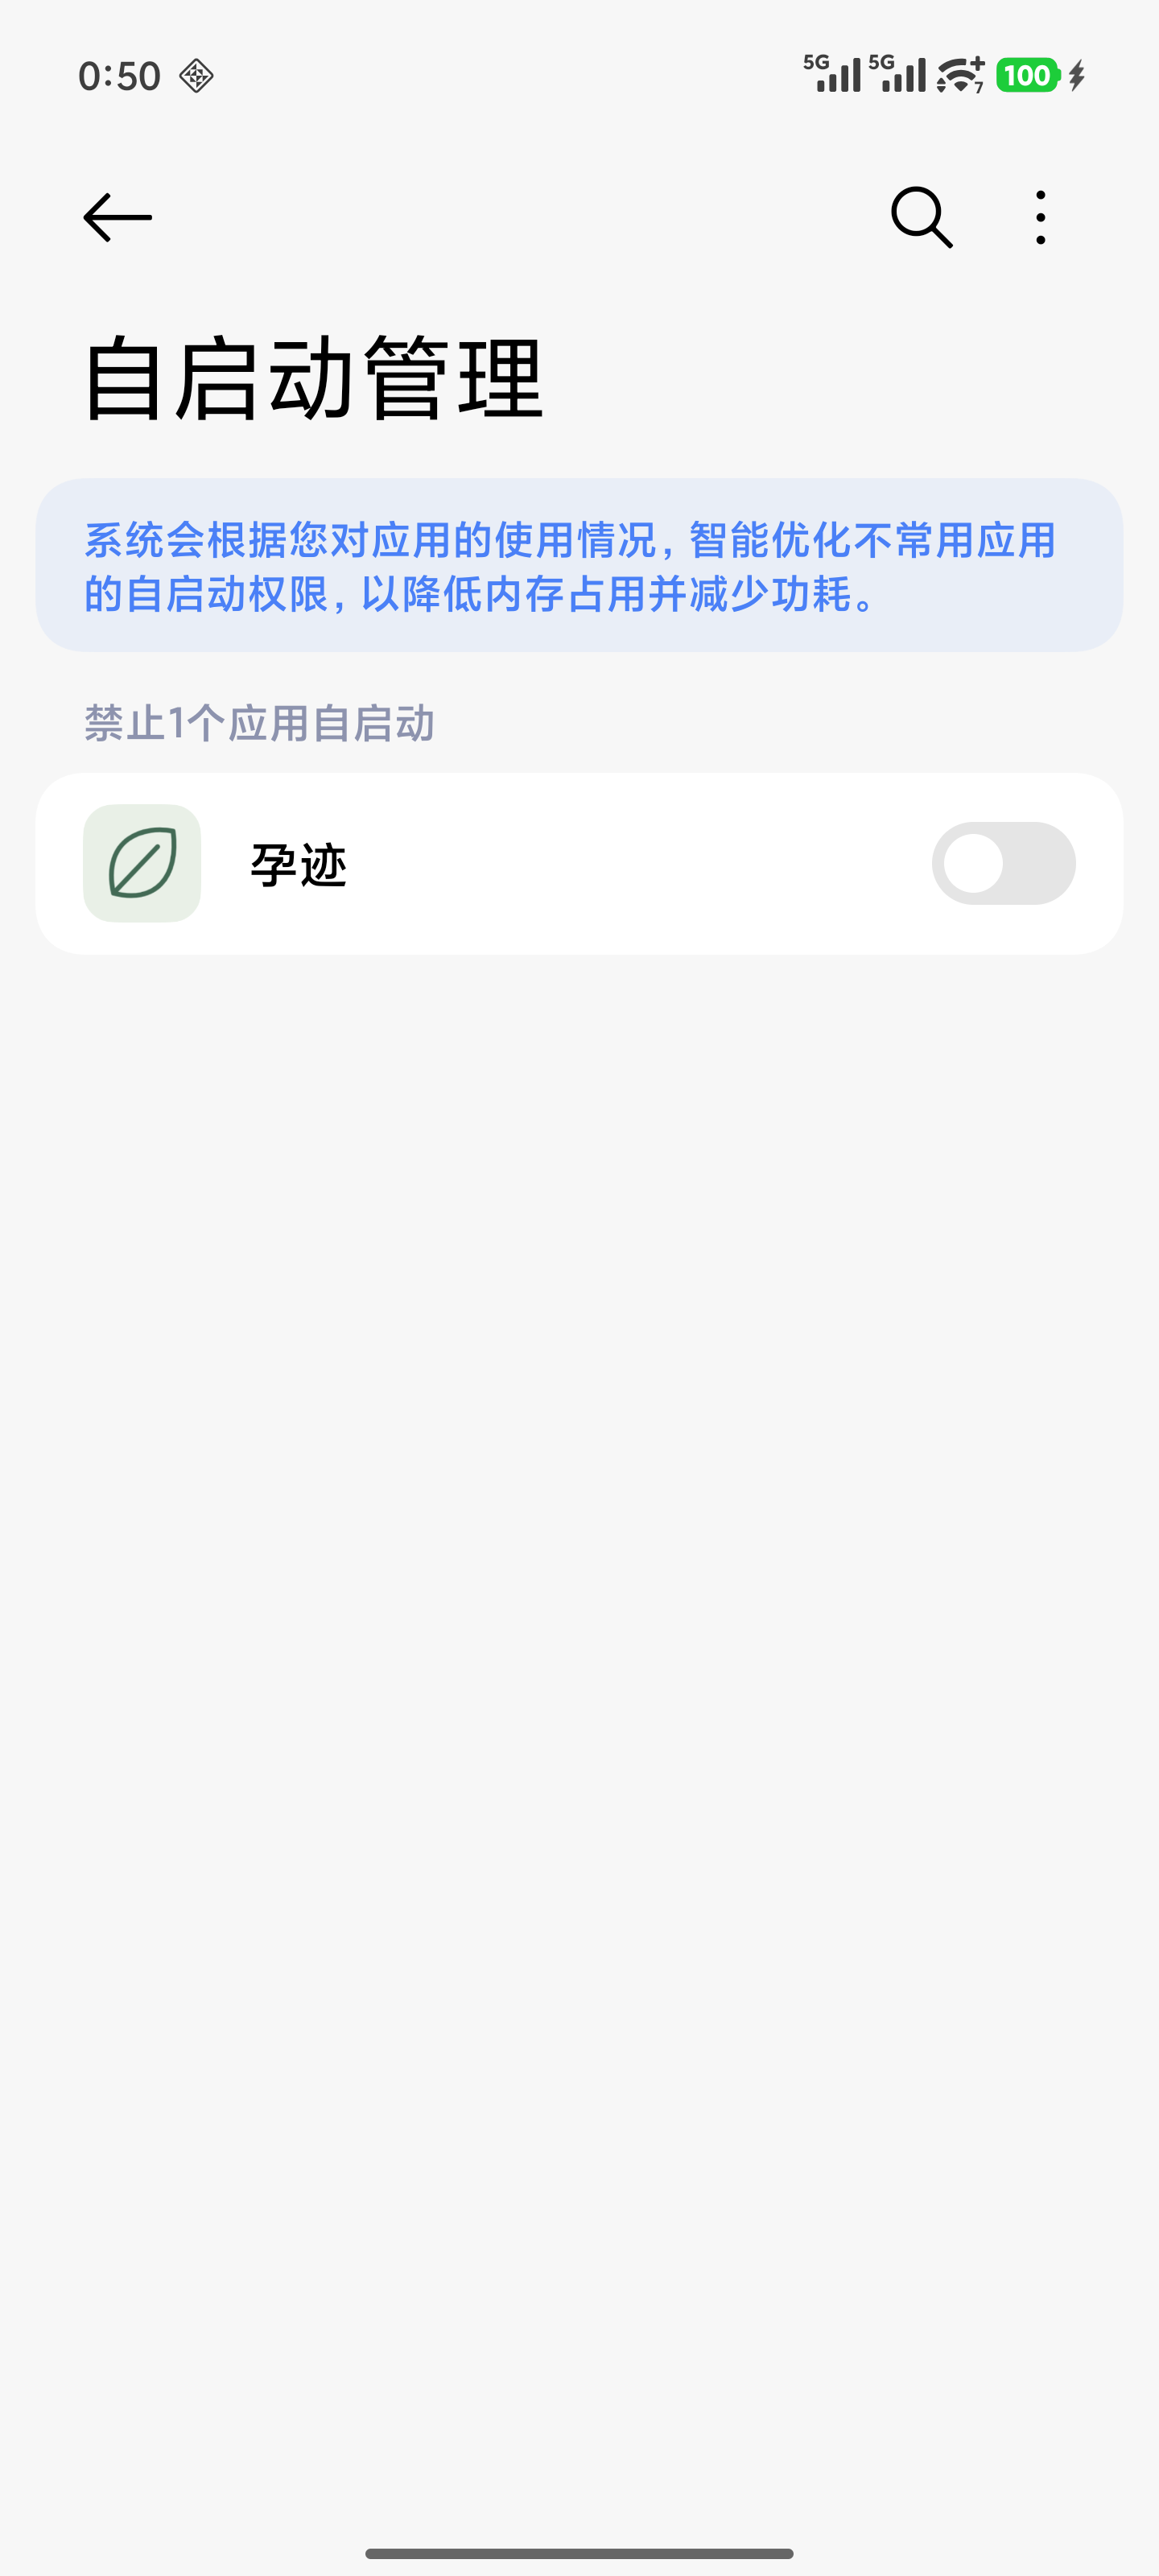 0:50
5G 5G 7 100
自启动管理
系统会根据您对应用的使用情况，智能优化不常用应用
的自启动权限，以降低内存占用并减少功耗。
禁止1个应用自启动
孕迹